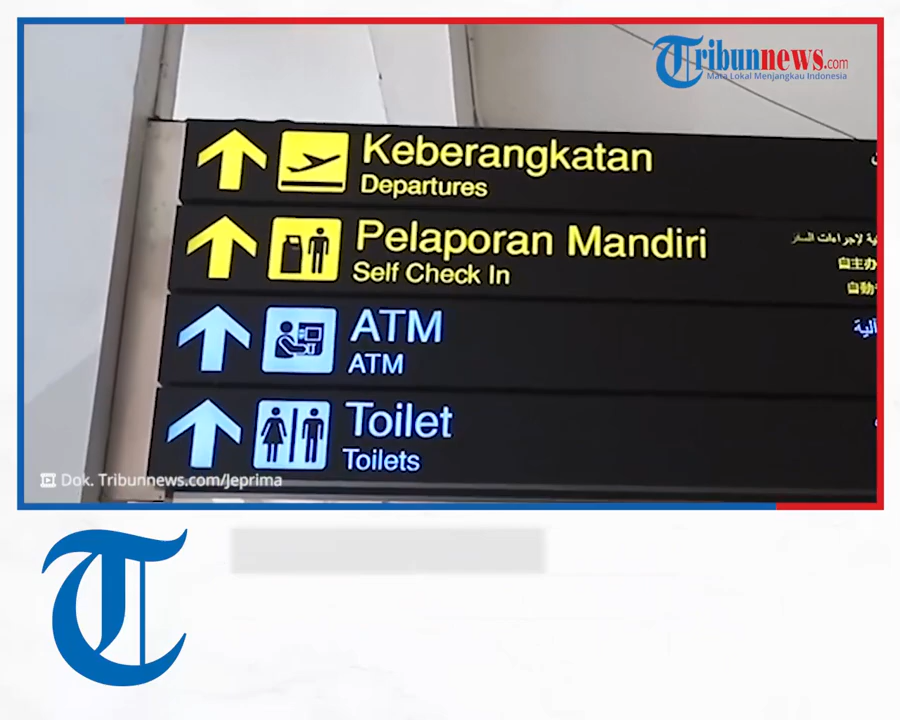 Tribunnews.com
Mata Lokal Menjangkau Indonesia
Keberangkatan
Departures
Pelaporan Mandiri
Self Check In
ATM
ATM
Toilet
Toilets
Dok. Tribunnews.com/Jeprima
T